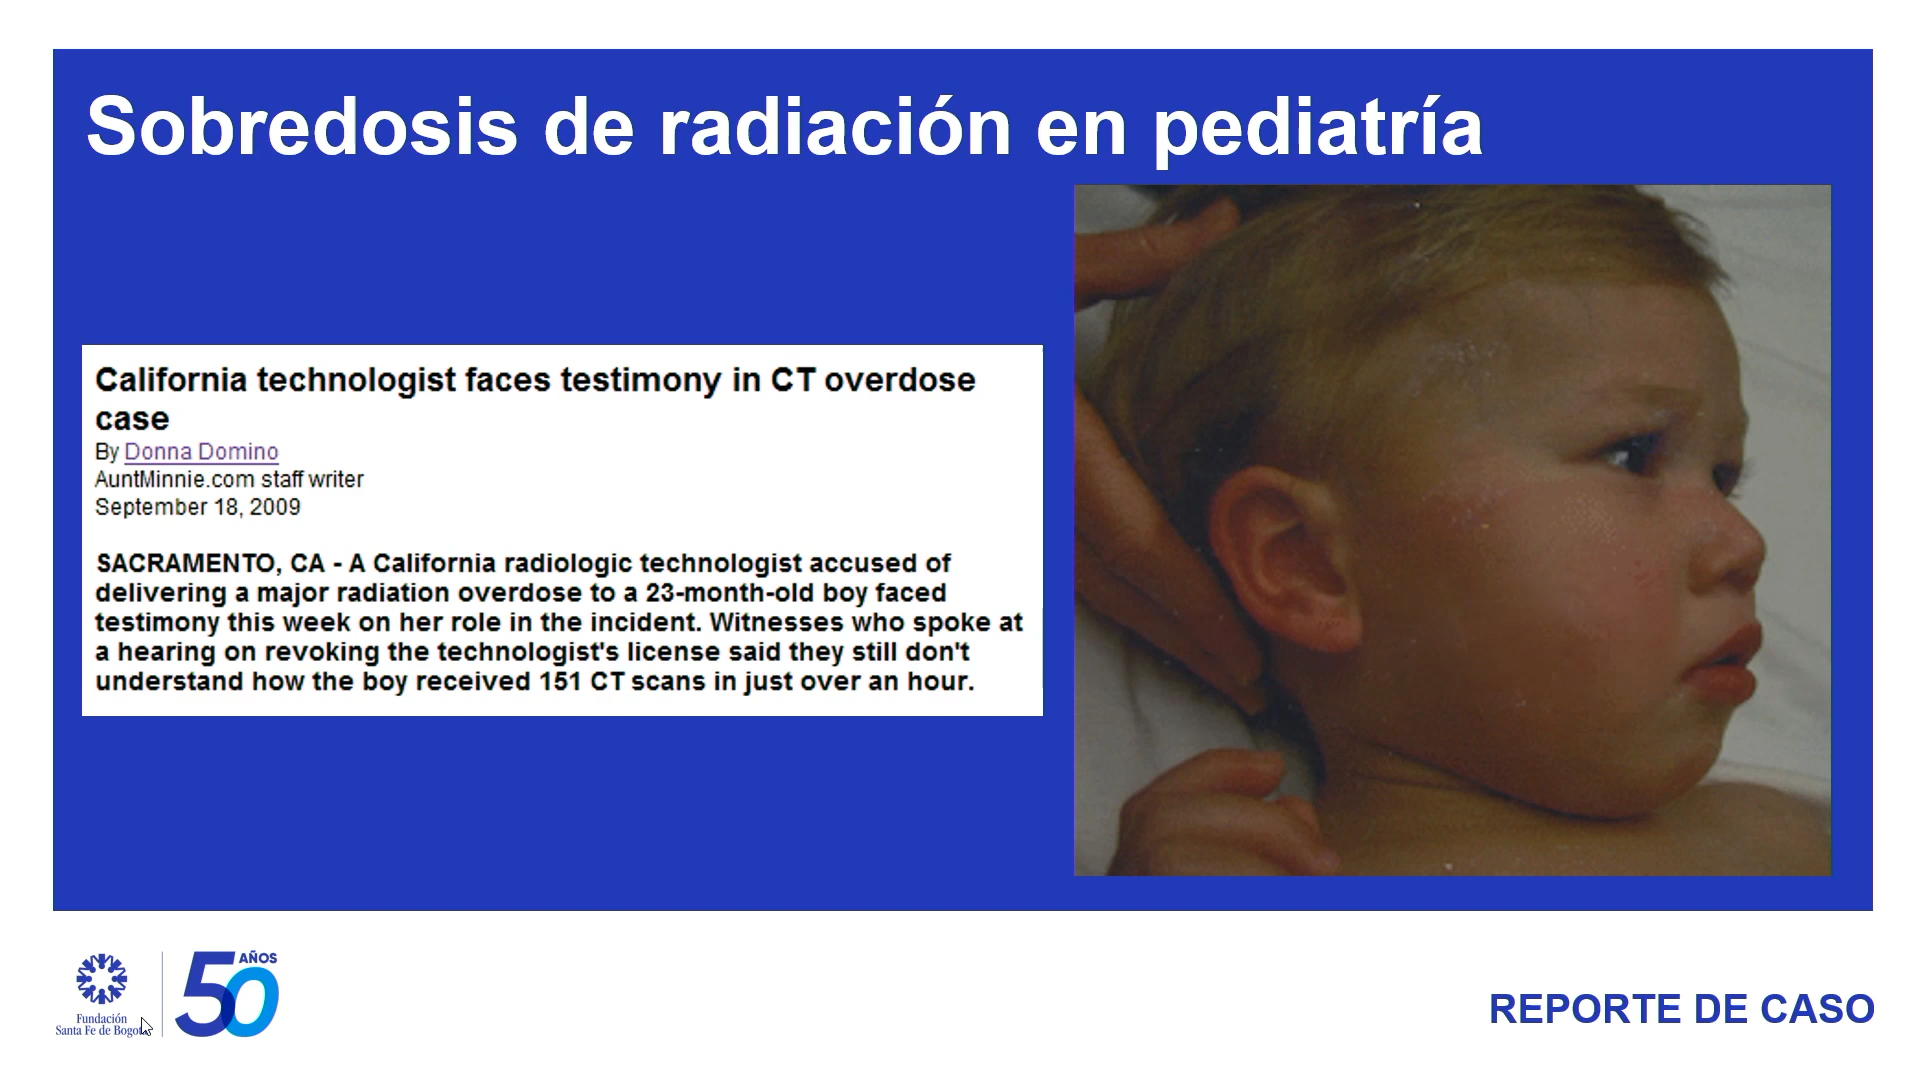 Sobredosis de radiación en pediatría
California technologist faces testimony in CT overdose
case
By Donna Domino
AuntMinnie.com staff writer
September 18, 2009
SACRAMENTO, CA - A California radiologic technologist accused of
delivering a major radiation overdose to a 23-month-old boy faced
testimony this week on her role in the incident. Witnesses who spoke at
a hearing on revoking the technologist's license said they still don't
understand how the boy received 151 CT scans in just over an hour.
Fundación
Santa Fe de Bogotá
50 AÑOS
REPORTE DE CASO